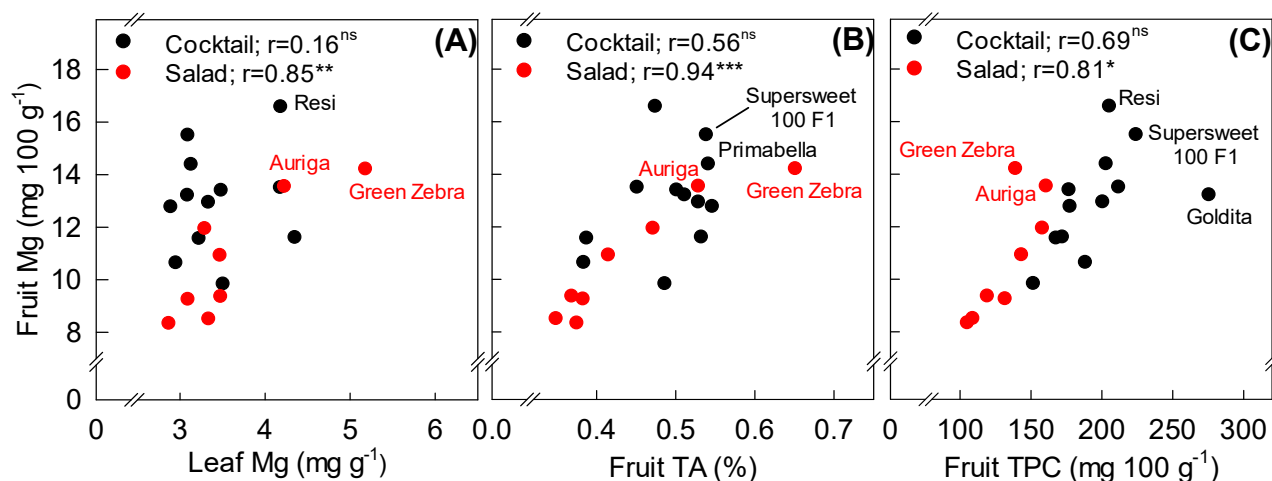 Fruit Mg (mg 100 g⁻¹)
18
16
14
12
10
8
0
(A)
Cocktail; r=0.16ⁿˢ
Salad; r=0.85**
Resi
Auriga
Green Zebra
0 3 4 5 6
Leaf Mg (mg g⁻¹)
(B)
Cocktail; r=0.56ⁿˢ
Salad; r=0.94***
Supersweet
100 F1
Primabella
Auriga
Green Zebra
0.0 0.4 0.5 0.6 0.7
Fruit TA (%)
(C)
Cocktail; r=0.69ⁿˢ
Salad; r=0.81*
Resi
Supersweet
100 F1
Green Zebra
Auriga
Goldita
0 100 150 200 250 300
Fruit TPC (mg 100 g⁻¹)